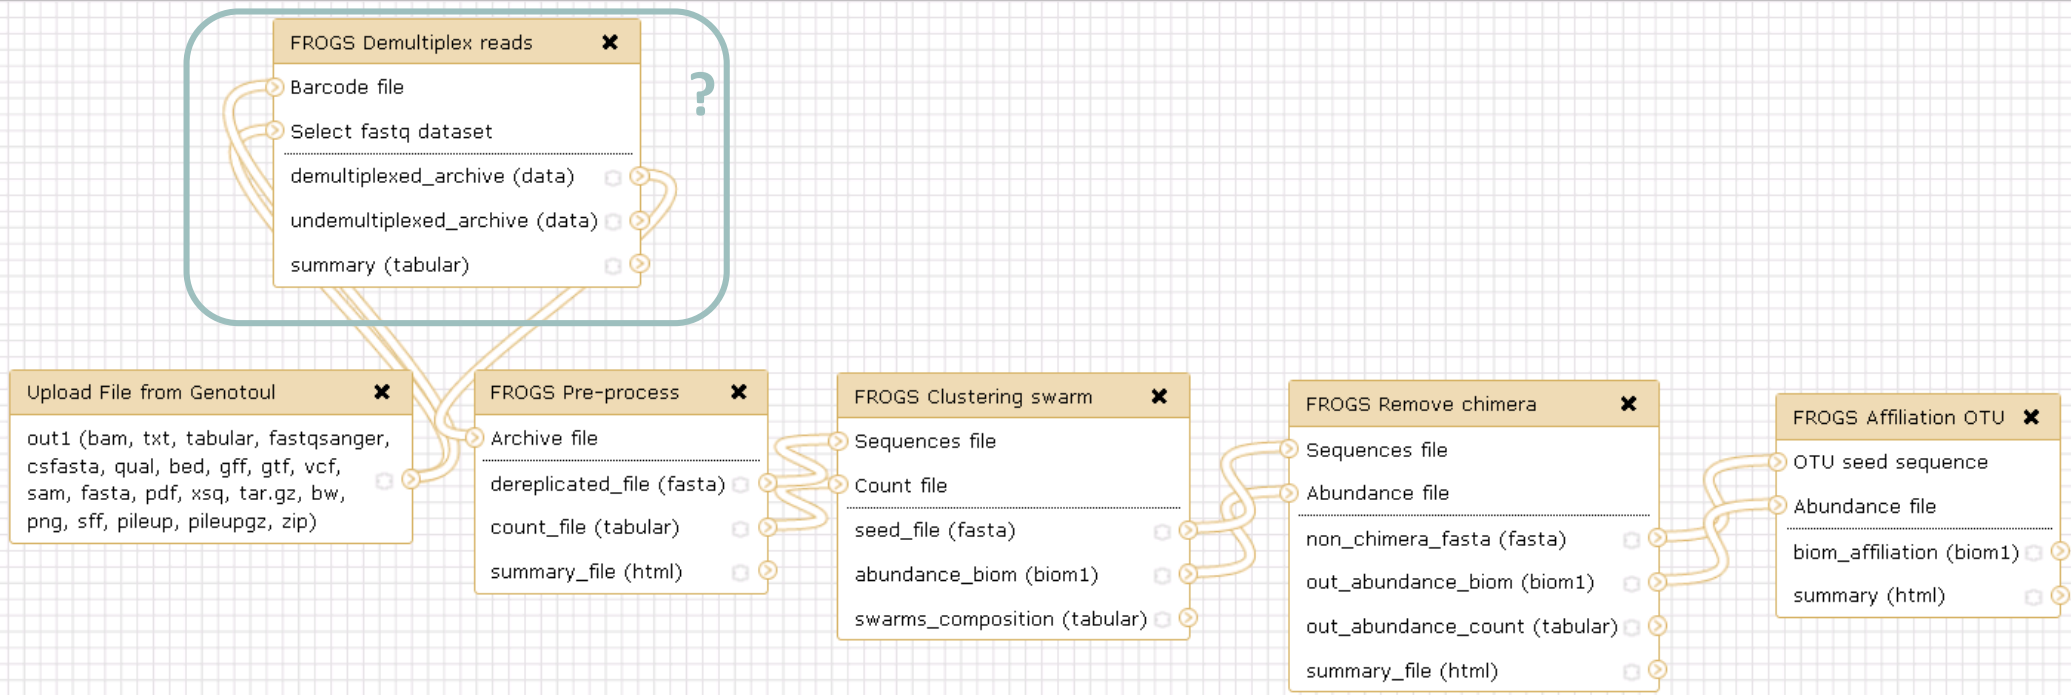 FROGS Demultiplex reads
Barcode file
Select fastq dataset
demultiplexed_archive (data)
undemultiplexed_archive (data)
summary (tabular)
?
Upload File from Genotoul
out1 (bam, txt, tabular, fastqsanger,
csfasta, qual, bed, gff, gtf, vcf,
sam, fasta, pdf, xsq, tar.gz, bw,
png, sff, pileup, pileupgz, zip)
FROGS Pre-process
Archive file
dereplicated_file (fasta)
count_file (tabular)
summary_file (html)
FROGS Clustering swarm
Sequences file
Count file
seed_file (fasta)
abundance_biom (biom1)
swarms_composition (tabular)
FROGS Remove chimera
Sequences file
Abundance file
non_chimera_fasta (fasta)
out_abundance_biom (biom1)
out_abundance_count (tabular)
summary_file (html)
FROGS Affiliation OTU
OTU seed sequence
Abundance file
biom_affiliation (biom1)
summary (html)